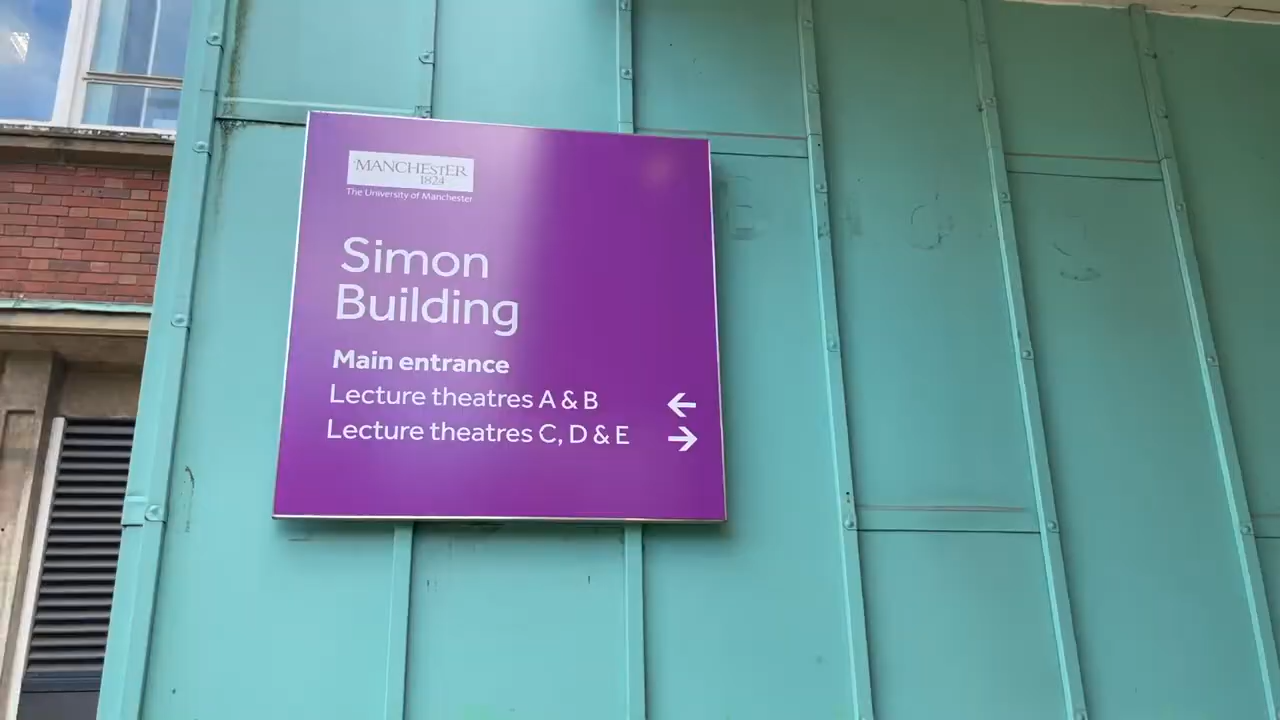 MANCHESTER
1824
The University of Manchester
Simon
Building
Main entrance
Lecture theatres A & B ←
Lecture theatres C, D & E →